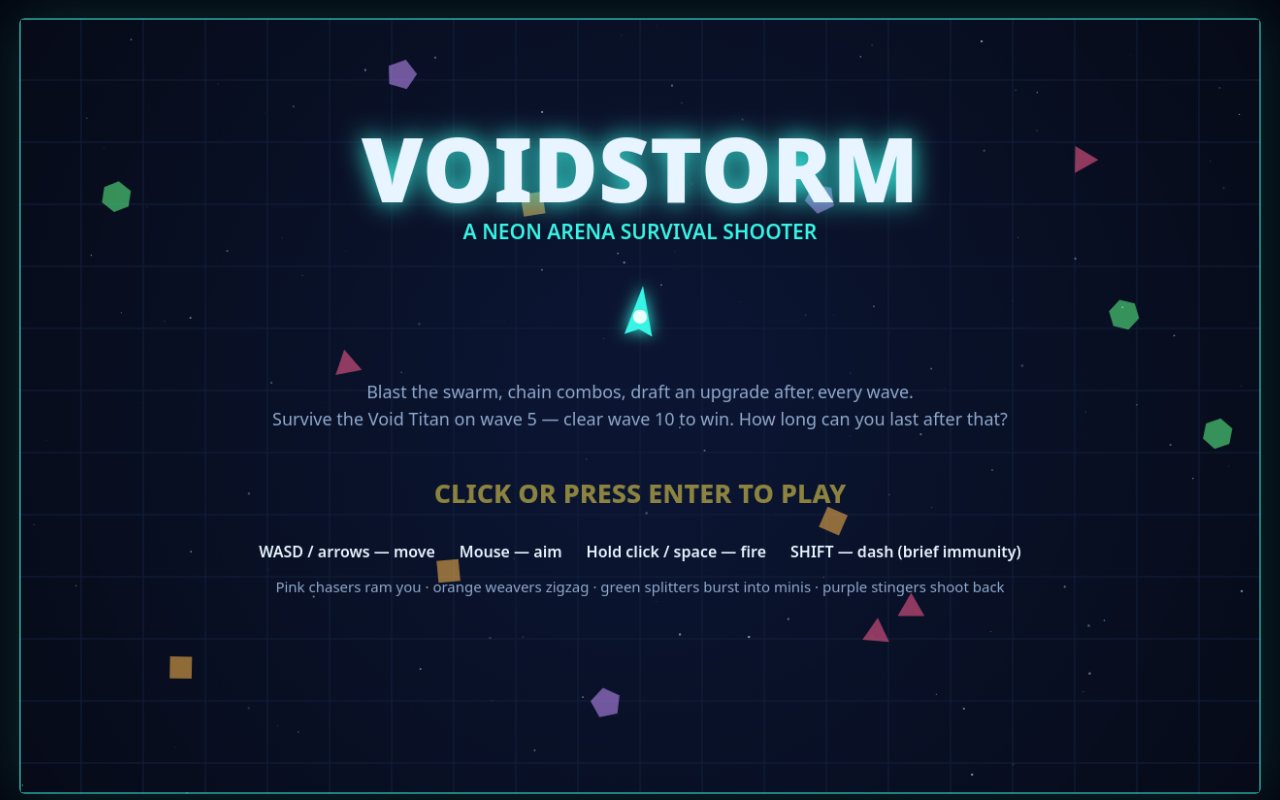 VOIDSTORM
A NEON ARENA SURVIVAL SHOOTER
Blast the swarm, chain combos, draft an upgrade after every wave.
Survive the Void Titan on wave 5 — clear wave 10 to win. How long can you last after that?
CLICK OR PRESS ENTER TO PLAY
WASD / arrows — move Mouse — aim Hold click / space — fire SHIFT — dash (brief immunity)
Pink chasers ram you · orange weavers zigzag · green splitters burst into minis · purple stingers shoot back